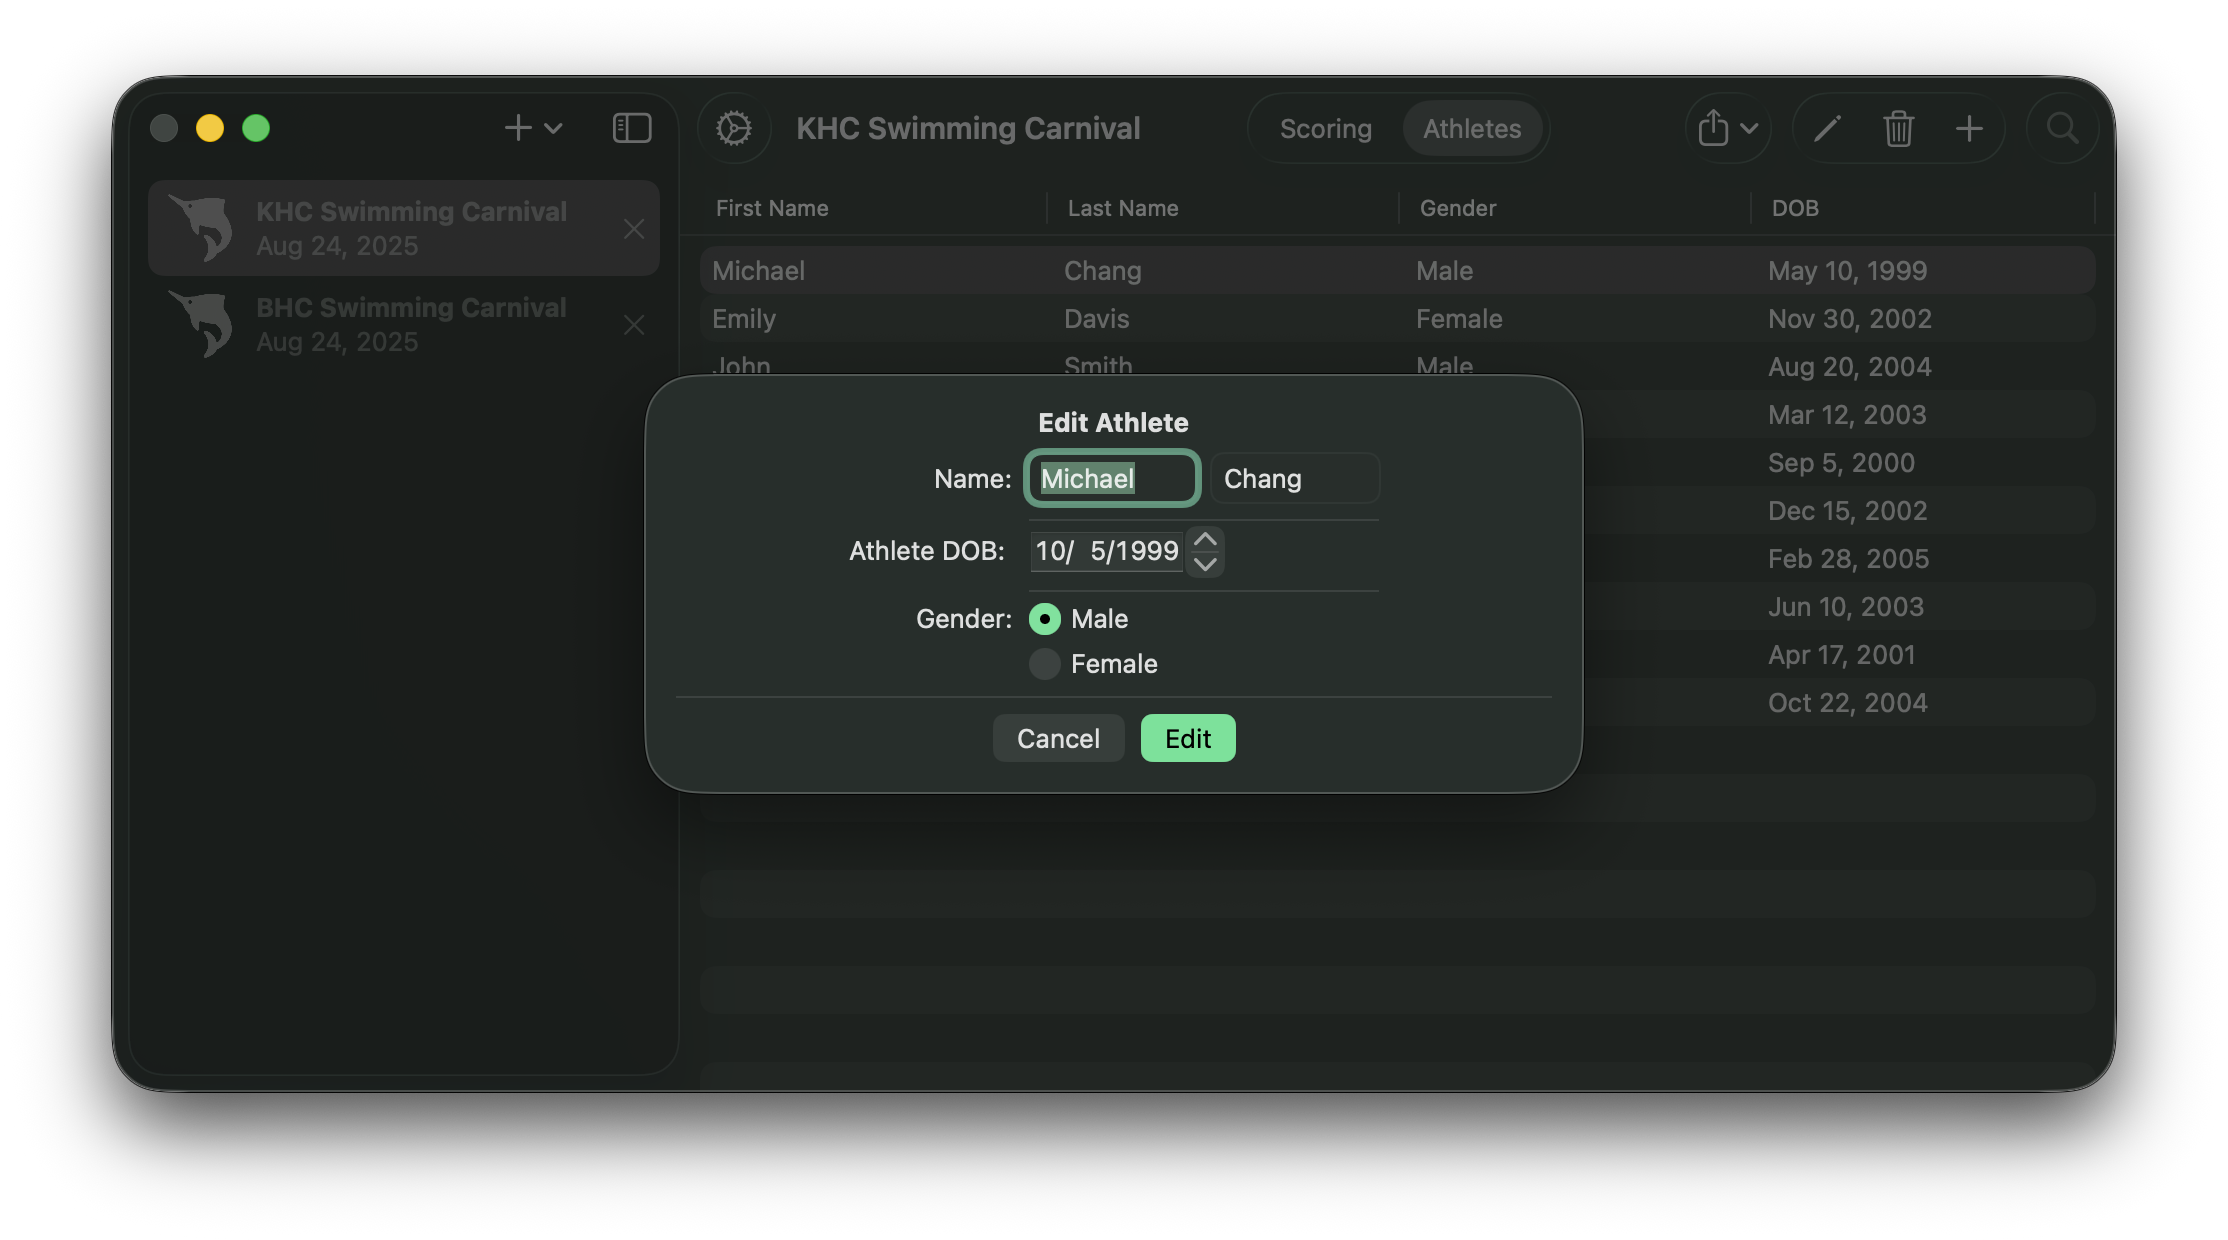 KHC Swimming Carnival
Aug 24, 2025
BHC Swimming Carnival
Aug 24, 2025
KHC Swimming Carnival
Scoring Athletes
First Name Last Name Gender DOB
Michael Chang Male May 10, 1999
Emily Davis Female Nov 30, 2002
John Smith Male Aug 20, 2004
Mar 12, 2003
Sep 5, 2000
Dec 15, 2002
Feb 28, 2005
Jun 10, 2003
Apr 17, 2001
Oct 22, 2004
Edit Athlete
Name: Michael Chang
Athlete DOB: 10/ 5/1999
Gender: Male
Female
Cancel Edit